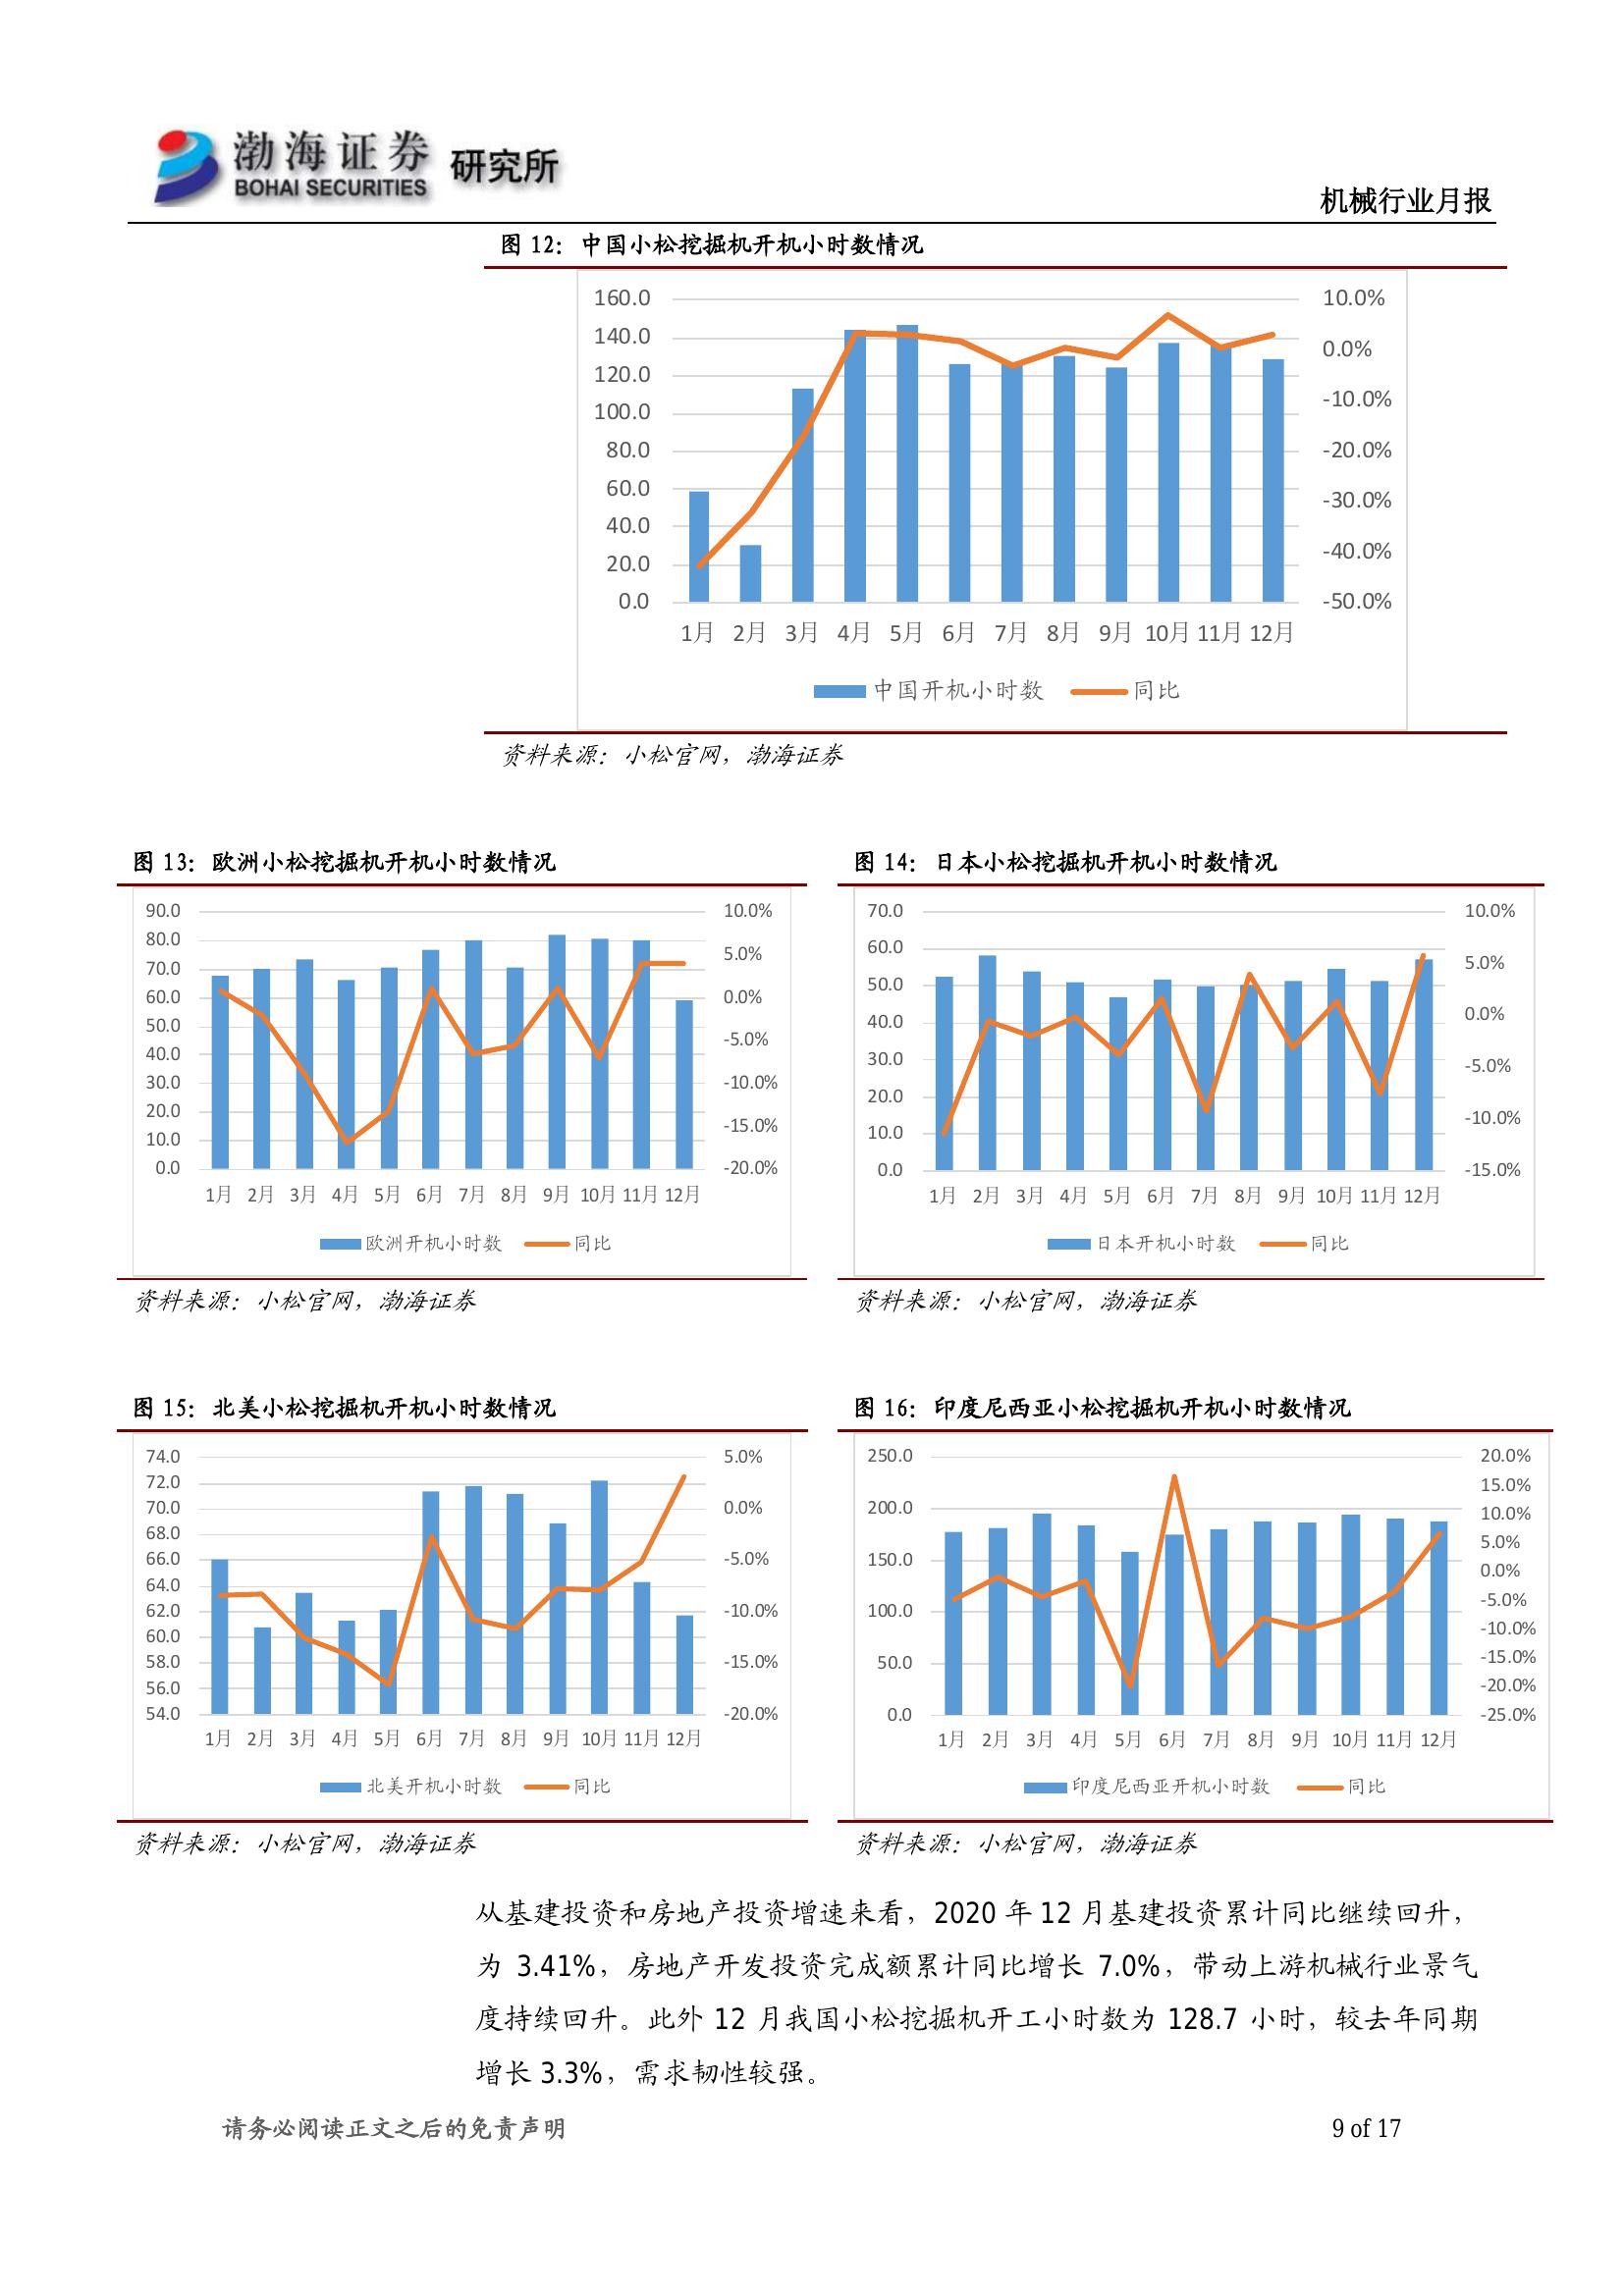 渤海证券 研究所
BOHAI SECURITIES
机械行业月报
图 12：中国小松挖掘机开机小时数情况
160.0
140.0
120.0
100.0
80.0
60.0
40.0
20.0
0.0
10.0%
0.0%
-10.0%
-20.0%
-30.0%
-40.0%
-50.0%
1月 2月 3月 4月 5月 6月 7月 8月 9月 10月 11月 12月
中国开机小时数 同比
资料来源：小松官网，渤海证券
图 13：欧洲小松挖掘机开机小时数情况
90.0
80.0
70.0
60.0
50.0
40.0
30.0
20.0
10.0
0.0
10.0%
5.0%
0.0%
-5.0%
-10.0%
-15.0%
-20.0%
1月 2月 3月 4月 5月 6月 7月 8月 9月 10月 11月 12月
欧洲开机小时数 同比
资料来源：小松官网，渤海证券
图 14：日本小松挖掘机开机小时数情况
70.0
60.0
50.0
40.0
30.0
20.0
10.0
0.0
10.0%
5.0%
0.0%
-5.0%
-10.0%
-15.0%
1月 2月 3月 4月 5月 6月 7月 8月 9月 10月 11月 12月
日本开机小时数 同比
资料来源：小松官网，渤海证券
图 15：北美小松挖掘机开机小时数情况
74.0
72.0
70.0
68.0
66.0
64.0
62.0
60.0
58.0
56.0
54.0
5.0%
0.0%
-5.0%
-10.0%
-15.0%
-20.0%
1月 2月 3月 4月 5月 6月 7月 8月 9月 10月 11月 12月
北美开机小时数 同比
资料来源：小松官网，渤海证券
图 16：印度尼西亚小松挖掘机开机小时数情况
250.0
200.0
150.0
100.0
50.0
0.0
20.0%
15.0%
10.0%
5.0%
0.0%
-5.0%
-10.0%
-15.0%
-20.0%
-25.0%
1月 2月 3月 4月 5月 6月 7月 8月 9月 10月 11月 12月
印度尼西亚开机小时数 同比
资料来源：小松官网，渤海证券
从基建投资和房地产投资增速来看，2020 年 12 月基建投资累计同比继续回升，
为 3.41%，房地产开发投资完成额累计同比增长 7.0%，带动上游机械行业景气
度持续回升。此外 12 月我国小松挖掘机开工小时数为 128.7 小时，较去年同期
增长 3.3%，需求韧性较强。
请务必阅读正文之后的免责声明
9 of 17